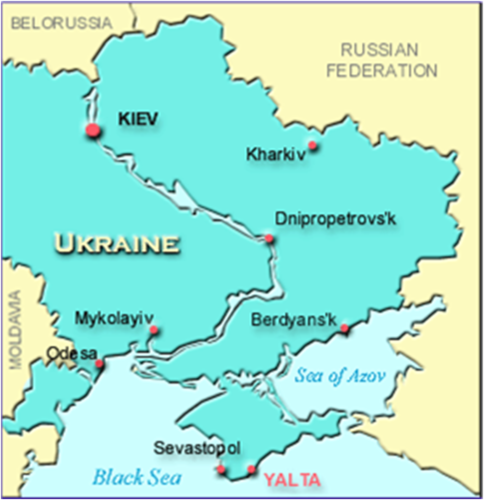 BELORUSSIA
RUSSIAN
FEDERATION
KIEV
Kharkiv
Dnipropetrovs'k
UKRAINE
MOLDAVIA
Mykolayiv
Berdyans'k
Odesa
Sea of Azov
Sevastopol
Black Sea
YALTA